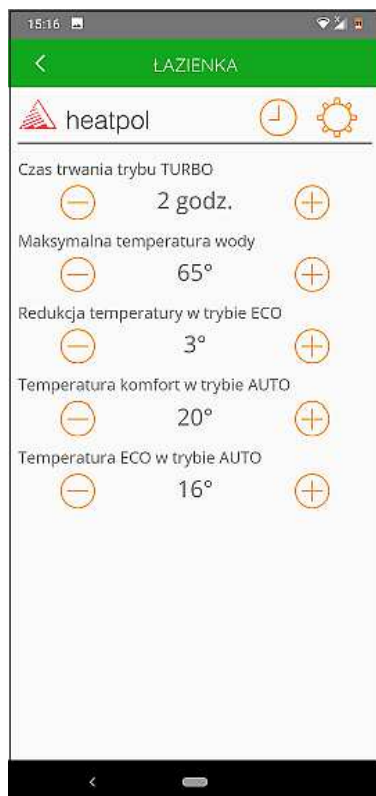 15:16
ŁAZIENKA
heatpol
Czas trwania trybu TURBO
2 godz.
Maksymalna temperatura wody
65°
Redukcja temperatury w trybie ECO
3°
Temperatura komfort w trybie AUTO
20°
Temperatura ECO w trybie AUTO
16°